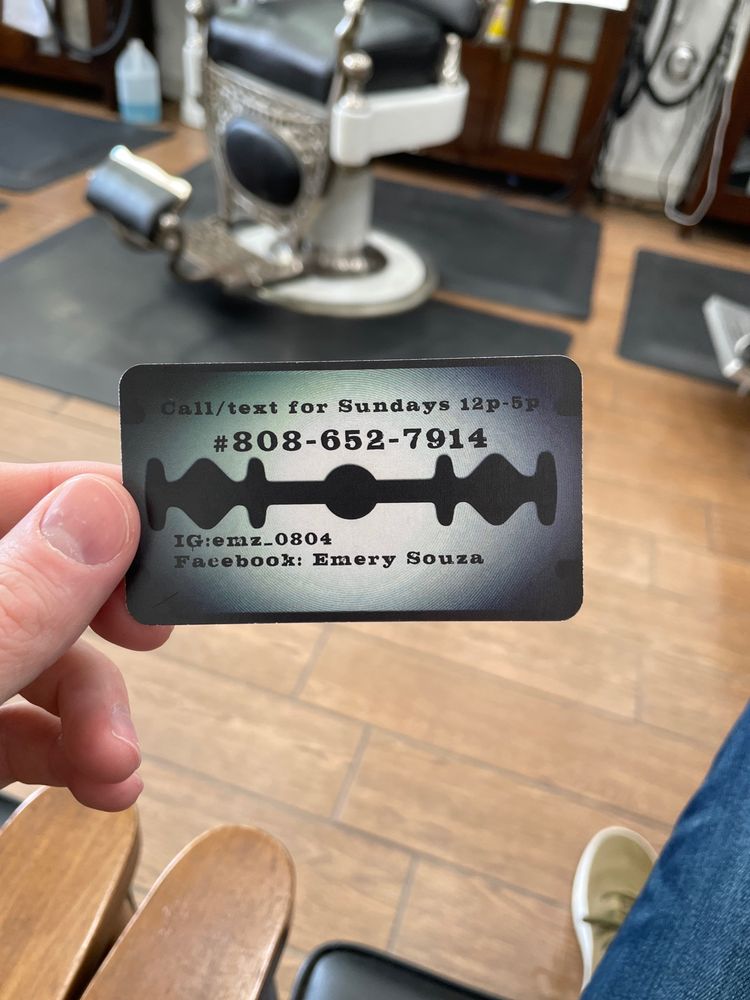 Call/text for Sundays 12p-5p
#808-652-7914
IG:emz_0804
Facebook: Emery Souza